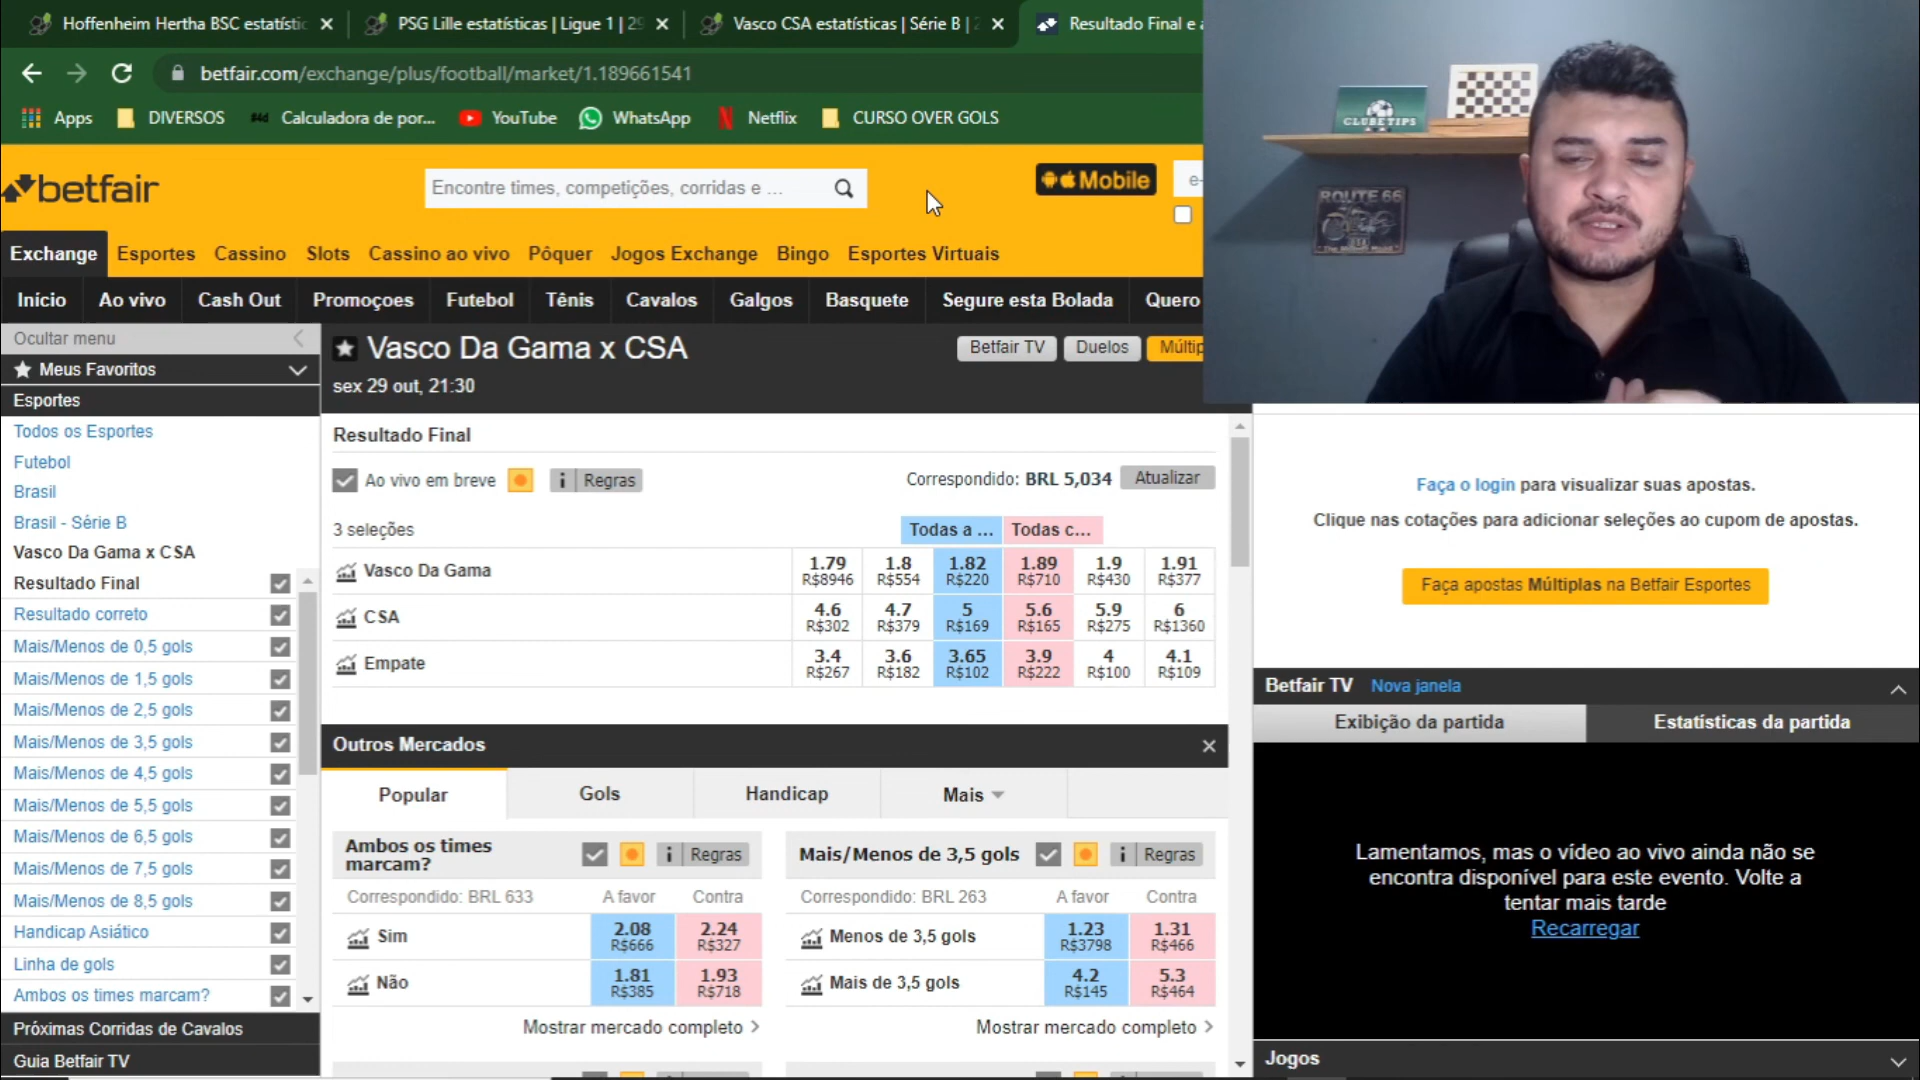 Hoffenheim Hertha BSC estatístic
PSG Lille estatísticas | Ligue 1 | 29
Vasco CSA estatísticas | Série B | 2
Resultado Final e a
betfair.com/exchange/plus/football/market/1.189661541
Apps
DIVERSOS
Calculadora de por...
YouTube
WhatsApp
Netflix
CURSO OVER GOLS
CLUBE TIPS
ROUTE 66
betfair
Encontre times, competições, corridas e ...
Mobile
e-
Exchange
Esportes
Cassino
Slots
Cassino ao vivo
Pôquer
Jogos Exchange
Bingo
Esportes Virtuais
Início
Ao vivo
Cash Out
Promoçoes
Futebol
Tênis
Cavalos
Galgos
Basquete
Segure esta Bolada
Quero
Ocultar menu
Meus Favoritos
Esportes
Todos os Esportes
Futebol
Brasil
Brasil - Série B
Vasco Da Gama x CSA
Resultado Final
Resultado correto
Mais/Menos de 0,5 gols
Mais/Menos de 1,5 gols
Mais/Menos de 2,5 gols
Mais/Menos de 3,5 gols
Mais/Menos de 4,5 gols
Mais/Menos de 5,5 gols
Mais/Menos de 6,5 gols
Mais/Menos de 7,5 gols
Mais/Menos de 8,5 gols
Handicap Asiático
Linha de gols
Ambos os times marcam?
Próximas Corridas de Cavalos
Guia Betfair TV
Vasco Da Gama x CSA
Betfair TV
Duelos
Múltip
sex 29 out, 21:30
Resultado Final
Ao vivo em breve
i Regras
Correspondido: BRL 5,034
Atualizar
3 seleções
Todas a ...
Todas c...
Vasco Da Gama
1.79 1.8 1.82 1.89 1.9 1.91
R$8946 R$554 R$220 R$710 R$430 R$377
CSA
4.6 4.7 5 5.6 5.9 6
R$302 R$379 R$169 R$165 R$275 R$1360
Empate
3.4 3.6 3.65 3.9 4 4.1
R$267 R$182 R$102 R$222 R$100 R$109
Outros Mercados
Popular
Gols
Handicap
Mais
Ambos os times
marcam?
i Regras
Correspondido: BRL 633
A favor
Contra
Sim
2.08 2.24
R$666 R$327
Não
1.81 1.93
R$385 R$718
Mostrar mercado completo
Mais/Menos de 3,5 gols
i Regras
Correspondido: BRL 263
A favor
Contra
Menos de 3,5 gols
1.23 1.31
R$3798 R$466
Mais de 3,5 gols
4.2 5.3
R$145 R$464
Mostrar mercado completo
Faça o login para visualizar suas apostas.
Clique nas cotações para adicionar seleções ao cupom de apostas.
Faça apostas Múltiplas na Betfair Esportes
Betfair TV
Nova janela
Exibição da partida
Estatísticas da partida
Lamentamos, mas o vídeo ao vivo ainda não se
encontra disponível para este evento. Volte a
tentar mais tarde
Recarregar
Jogos